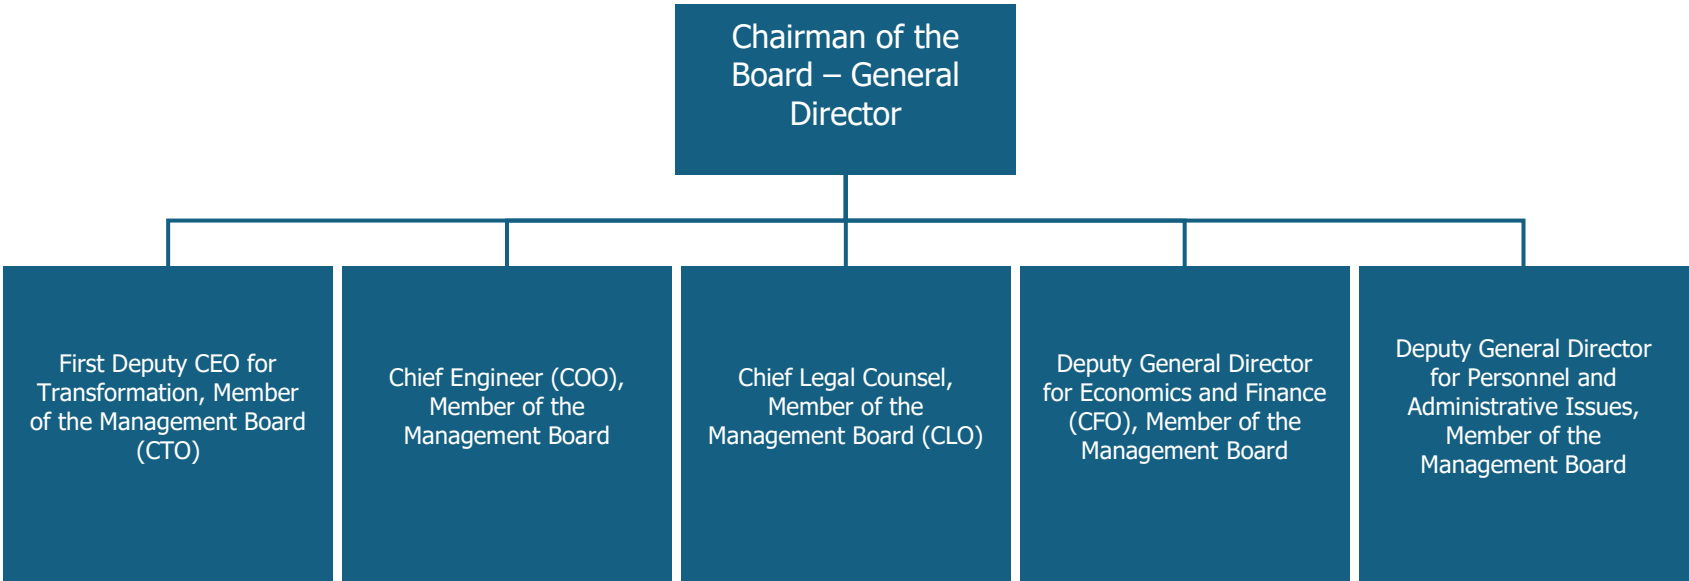 Chairman of the
Board – General
Director
First Deputy CEO for
Transformation, Member
of the Management Board
(CTO)
Chief Engineer (COO),
Member of the
Management Board
Chief Legal Counsel,
Member of the
Management Board (CLO)
Deputy General Director
for Economics and Finance
(CFO), Member of the
Management Board
Deputy General Director
for Personnel and
Administrative Issues,
Member of the
Management Board